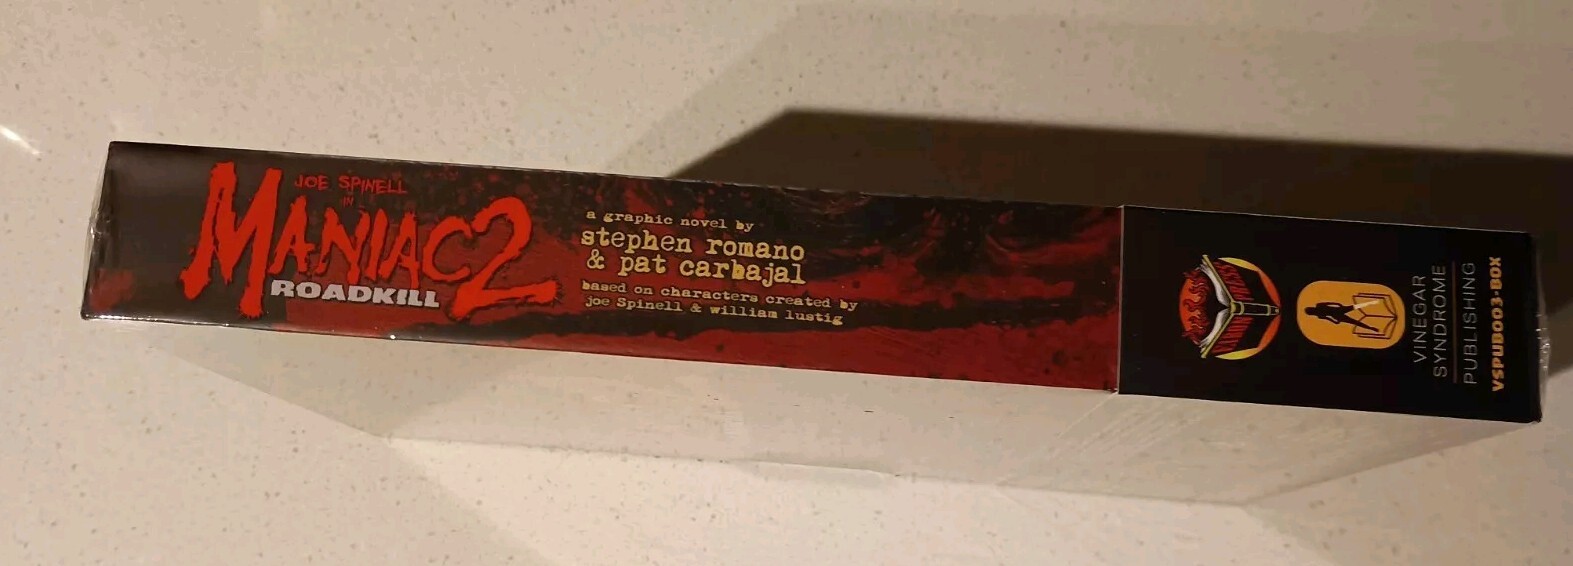 JOE SPINELL
IN
MANIAC 2
ROADKILL
a graphic novel by
stephen romano
& pat carbajal
based on characters created by
joe Spinell & william lustig
VINEGAR
SYNDROME
PUBLISHING
VSPUB003-BOX